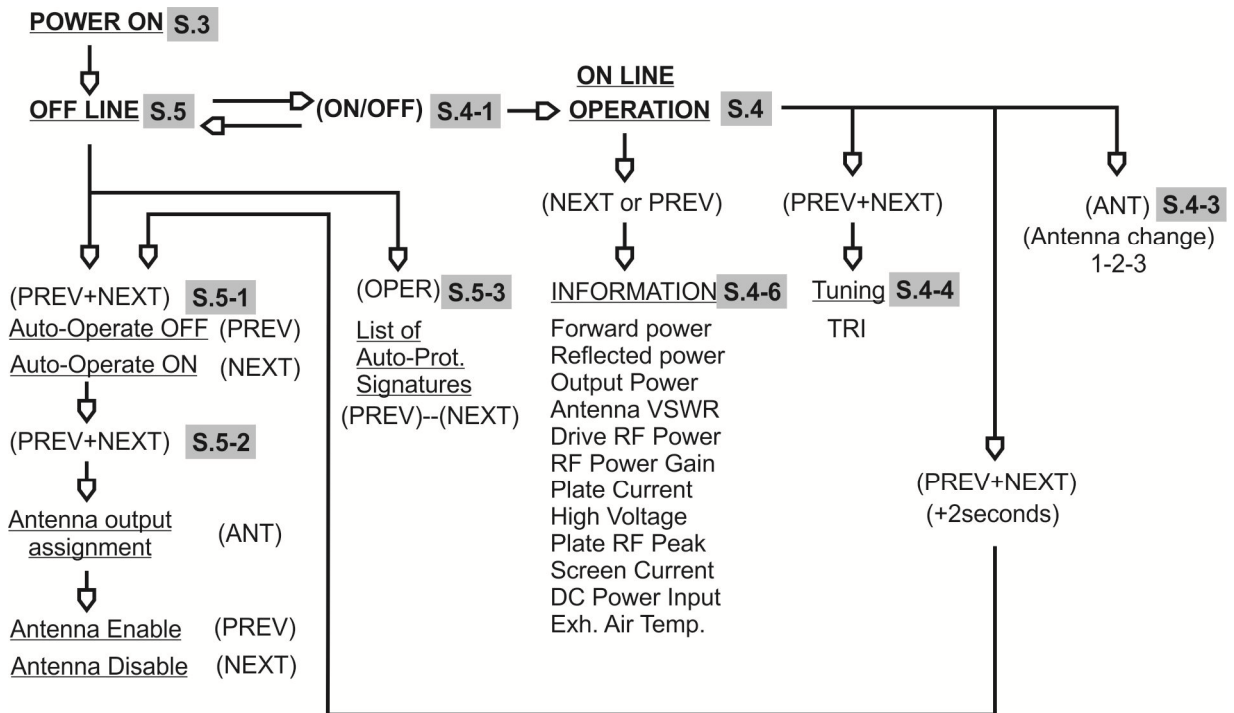 POWER ON S.3
OFF LINE S.5
(ON/OFF) S.4-1
ON LINE
OPERATION S.4
(PREV+NEXT) S.5-1
Auto-Operate OFF (PREV)
Auto-Operate ON (NEXT)
(PREV+NEXT) S.5-2
Antenna output
assignment
(ANT)
Antenna Enable (PREV)
Antenna Disable (NEXT)
(OPER) S.5-3
List of
Auto-Prot.
Signatures
(PREV)--(NEXT)
(NEXT or PREV)
INFORMATION S.4-6
Forward power
Reflected power
Output Power
Antenna VSWR
Drive RF Power
RF Power Gain
Plate Current
High Voltage
Plate RF Peak
Screen Current
DC Power Input
Exh. Air Temp.
(PREV+NEXT)
Tuning S.4-4
TRI
(PREV+NEXT)
(+2seconds)
(ANT) S.4-3
(Antenna change)
1-2-3